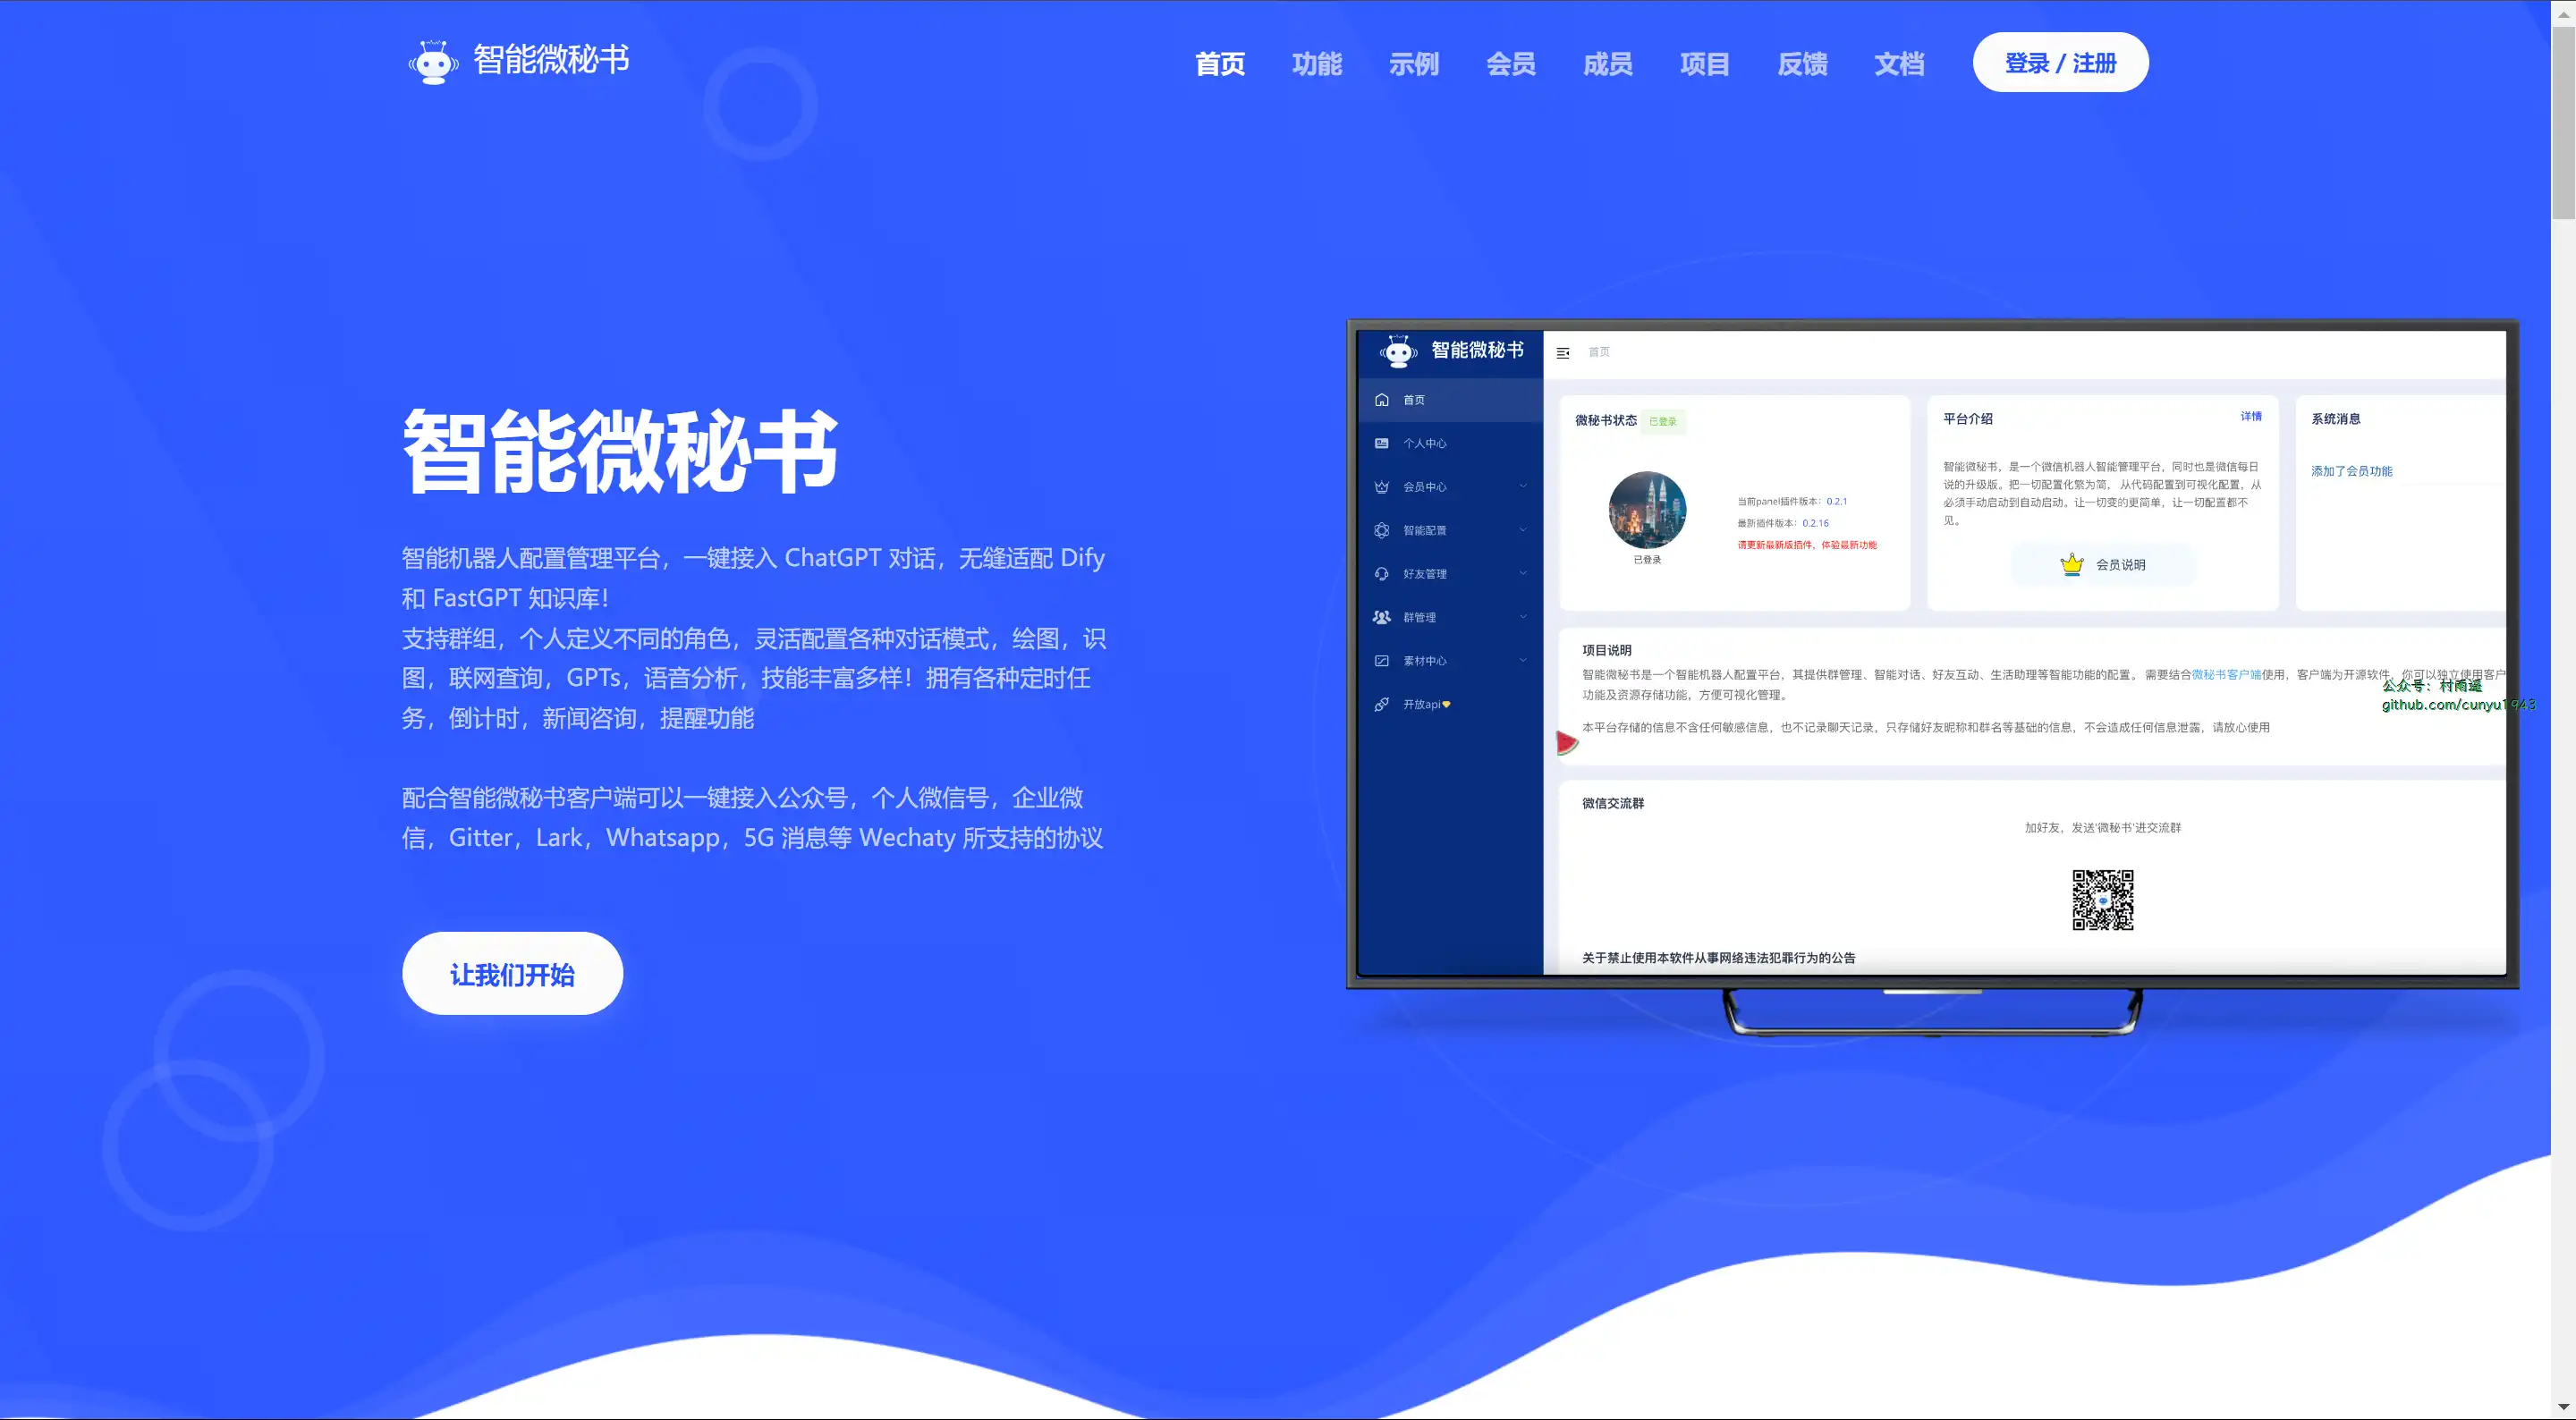 智能微秘书
首页 功能 示例 会员 成员 项目 反馈 文档 登录 / 注册
智能微秘书
智能机器人配置管理平台，一键接入 ChatGPT 对话，无缝适配 Dify
和 FastGPT 知识库！
支持群组，个人定义不同的角色，灵活配置各种对话模式，绘图，识
图，联网查询，GPTs，语音分析，技能丰富多样！拥有各种定时任
务，倒计时，新闻咨询，提醒功能
配合智能微秘书客户端可以一键接入公众号，个人微信号，企业微
信，Gitter，Lark，Whatsapp，5G 消息等 Wechaty 所支持的协议
让我们开始
智能微秘书
首页
个人中心
会员中心
智能配置
好友管理
群管理
素材中心
开放api
首页
微秘书状态 已登录
已登录
当前panel插件版本：0.2.1
最新插件版本：0.2.16
请更新最新版插件，体验最新功能
平台介绍 详情
智能微秘书，是一个微信机器人智能管理平台，同时也是微信每日
说的升级版。把一切配置化繁为简， 从代码配置到可视化配置，从
必须手动启动到自动启动，让一切变的更简单，让一切配置都不
见。
会员说明
系统消息
添加了会员功能
项目说明
智能微秘书是一个智能机器人配置平台，其提供群管理、智能对话、好友互动、生活助理等智能功能的配置。 需要结合微秘书客户端使用，客户端为开源软件，你可以独立使用客户
功能及资源存储功能，方便可视化管理。
本平台存储的信息不含任何敏感信息，也不记录聊天记录，只存储好友昵称和群名等基础的信息，不会造成任何信息泄露，请放心使用
公众号：村雨遥
github.com/cunyu1943
微信交流群
加好友，发送'微秘书'进交流群
关于禁止使用本软件从事网络违法犯罪行为的公告